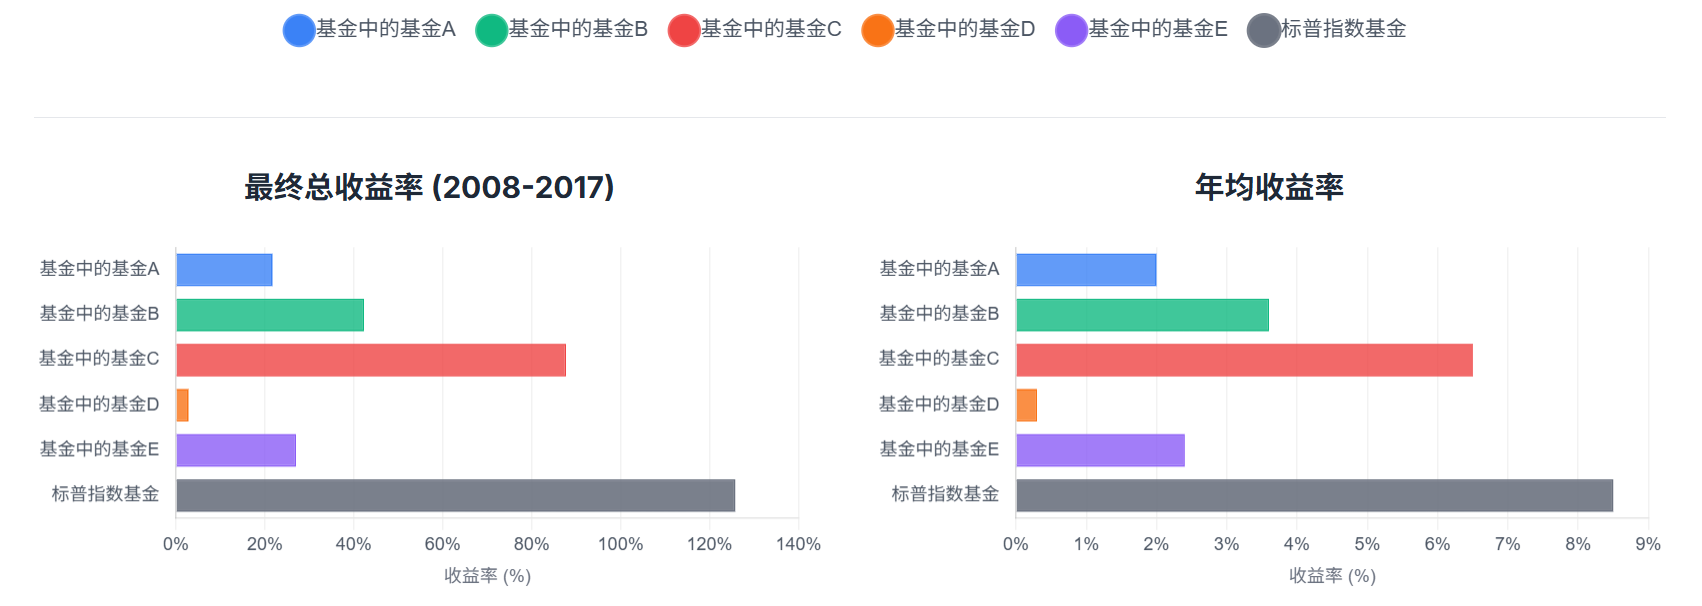 基金中的基金A 基金中的基金B 基金中的基金C 基金中的基金D 基金中的基金E 标普指数基金
最终总收益率 (2008-2017)
基金中的基金A
基金中的基金B
基金中的基金C
基金中的基金D
基金中的基金E
标普指数基金
0% 20% 40% 60% 80% 100% 120% 140%
收益率 (%)
年均收益率
基金中的基金A
基金中的基金B
基金中的基金C
基金中的基金D
基金中的基金E
标普指数基金
0% 1% 2% 3% 4% 5% 6% 7% 8% 9%
收益率 (%)